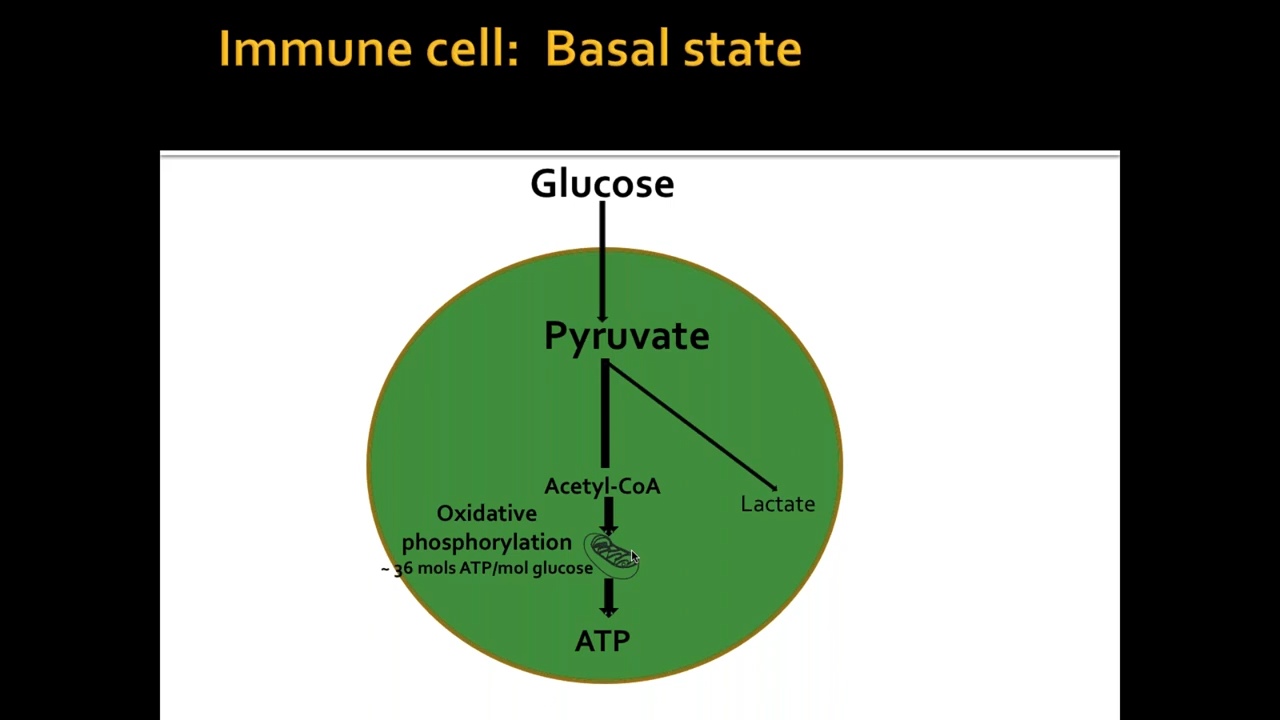 Immune cell:  Basal state
Glucose
Pyruvate
Acetyl-CoA
Lactate
Oxidative
phosphorylation
~ 36 mols ATP/mol glucose
ATP